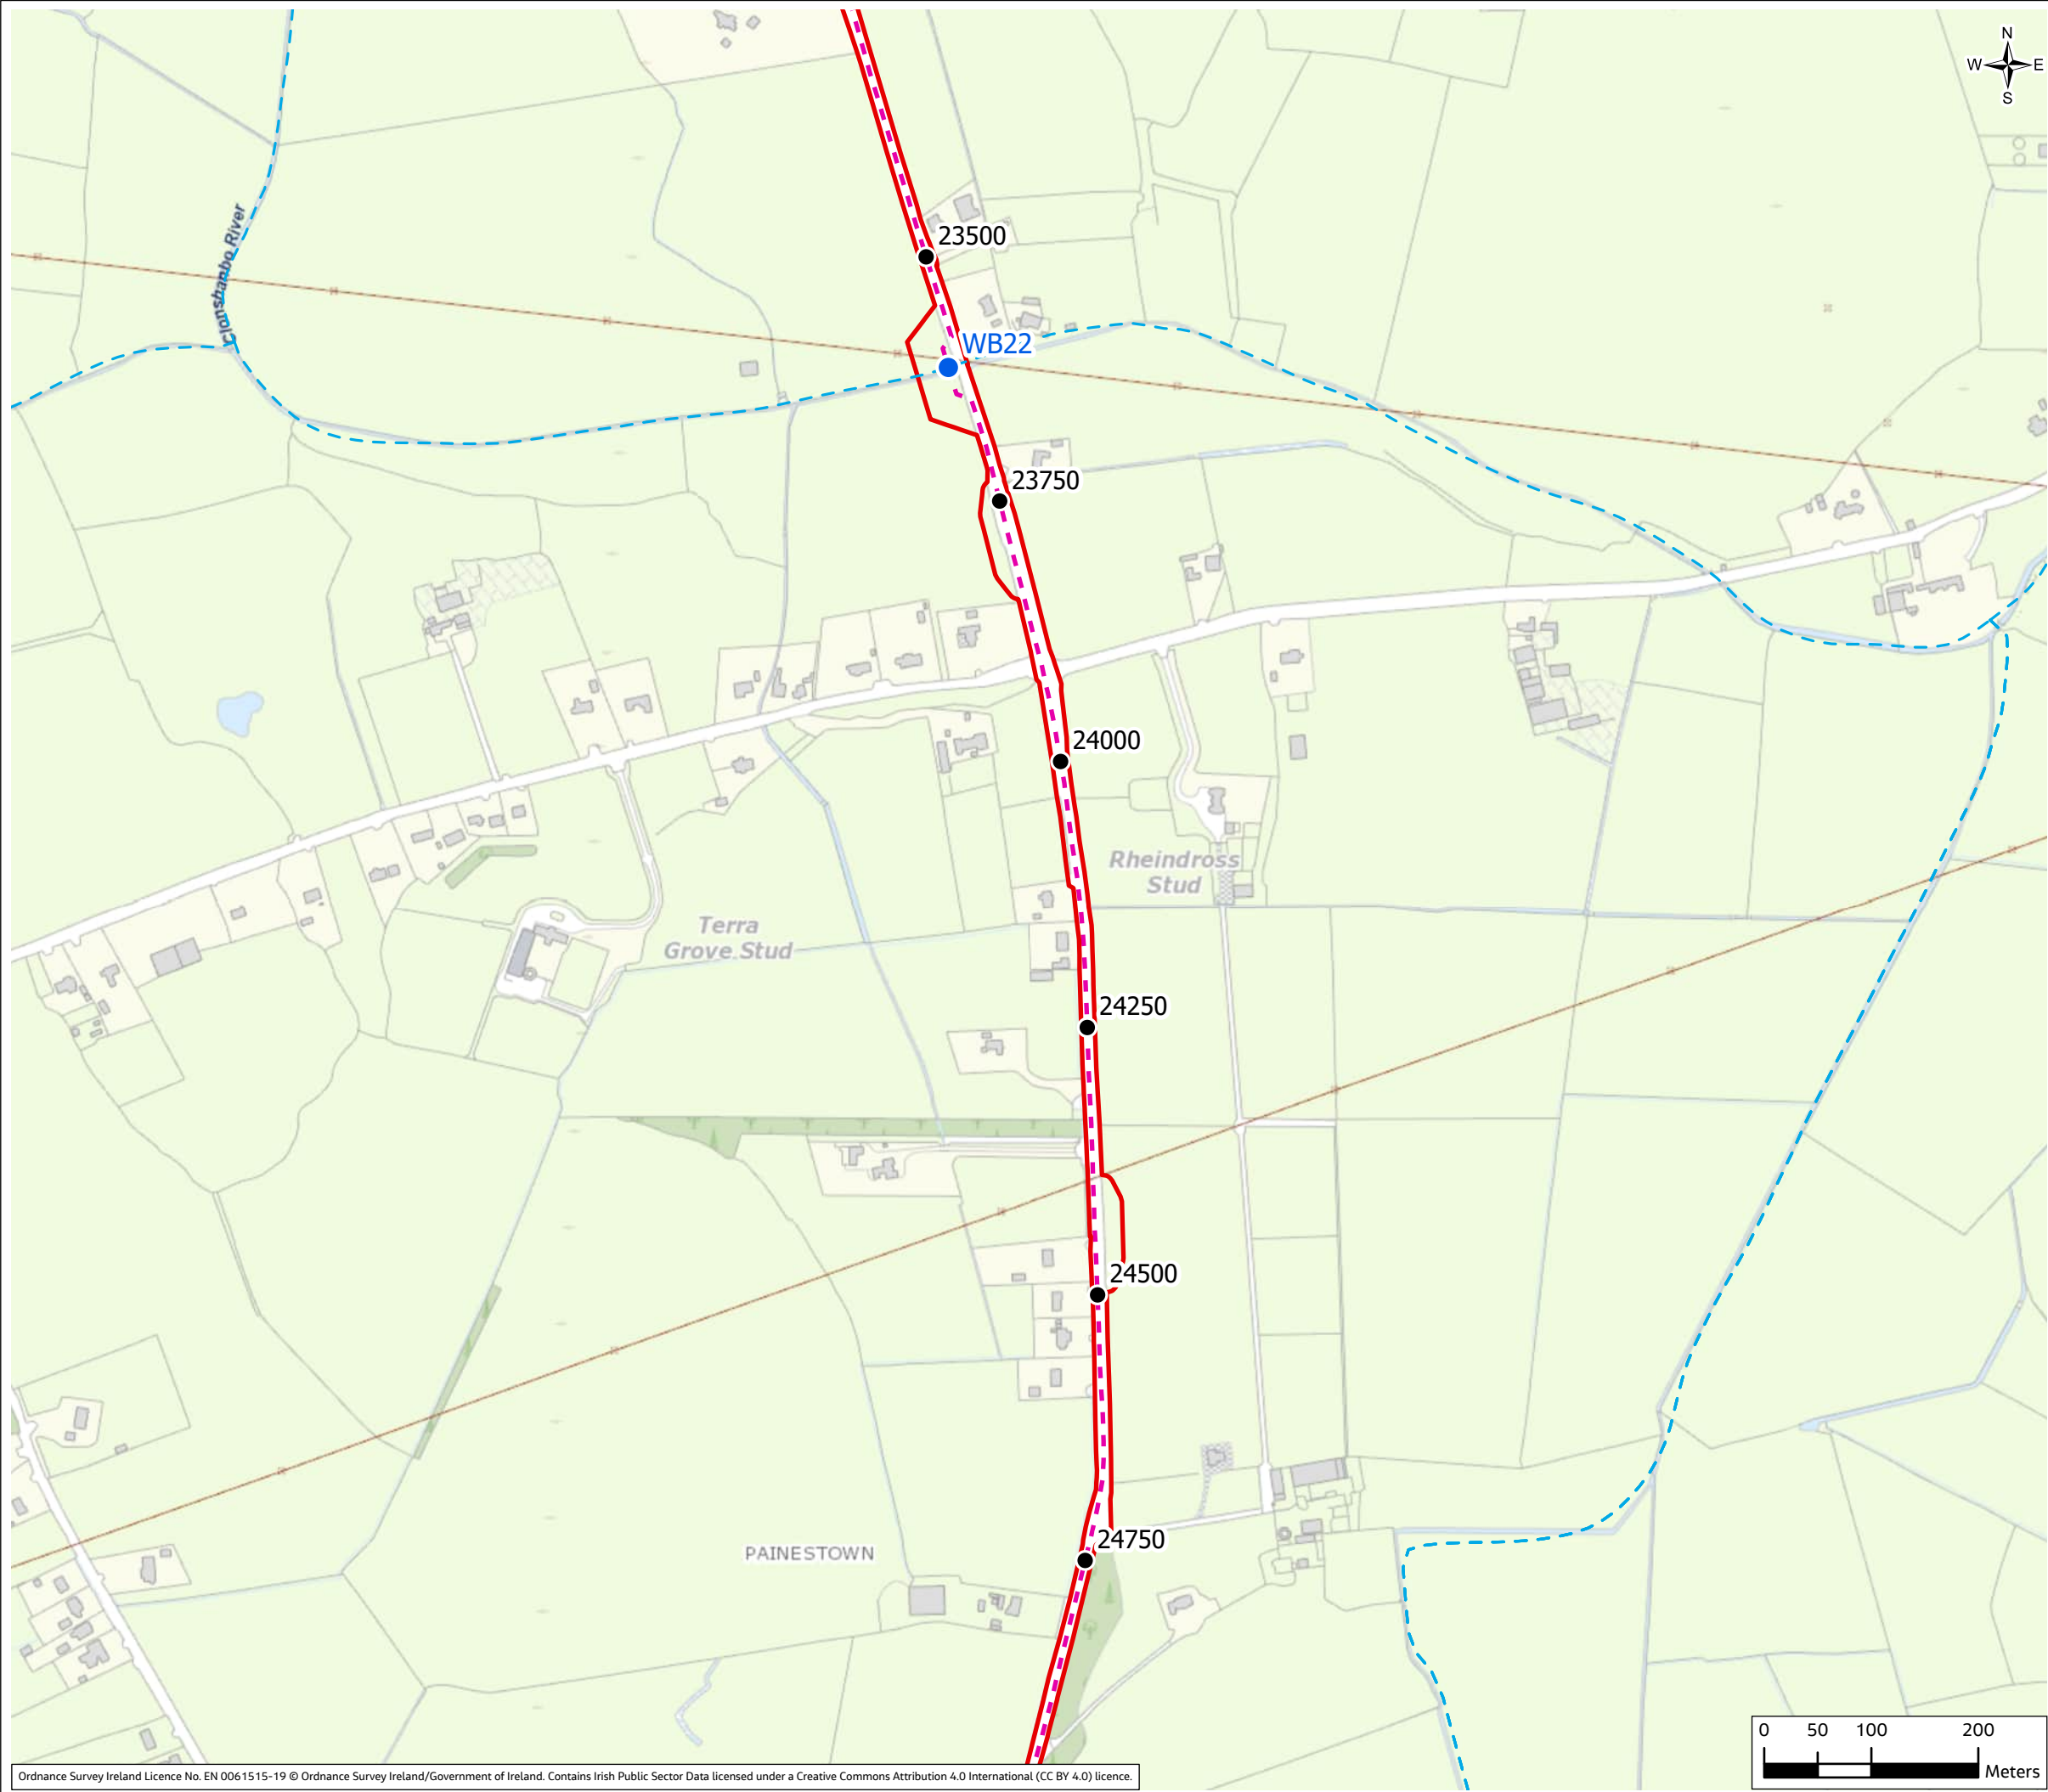 N
W E
S
Clonshanbo River
23500
WB22
23750
24000
Rheindross
Stud
Terra
Grove Stud
24250
24500
24750
PAINESTOWN
0 50 100 200
Meters
Ordnance Survey Ireland Licence No. EN 0061515-19 © Ordnance Survey Ireland/Government of Ireland. Contains Irish Public Sector Data licensed under a Creative Commons Attribution 4.0 International (CC BY 4.0) licence.